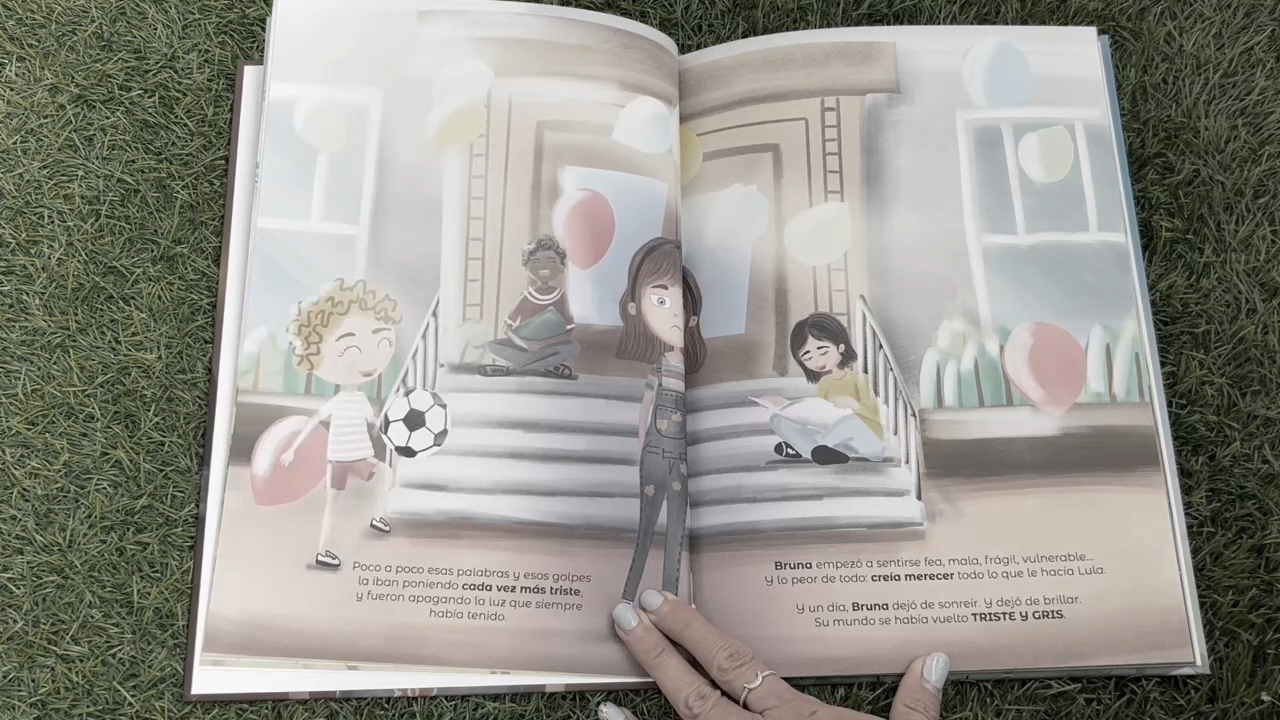 Poco a poco esas palabras y esos golpes
la iban poniendo cada vez más triste,
y fueron apagando la luz que siempre
había tenido.
Bruna empezó a sentirse fea, mala, frágil, vulnerable...
Y lo peor de todo: creía merecer todo lo que le hacía Lula.
Y un día, Bruna dejó de sonreír. Y dejó de brillar.
Su mundo se había vuelto TRISTE Y GRIS.